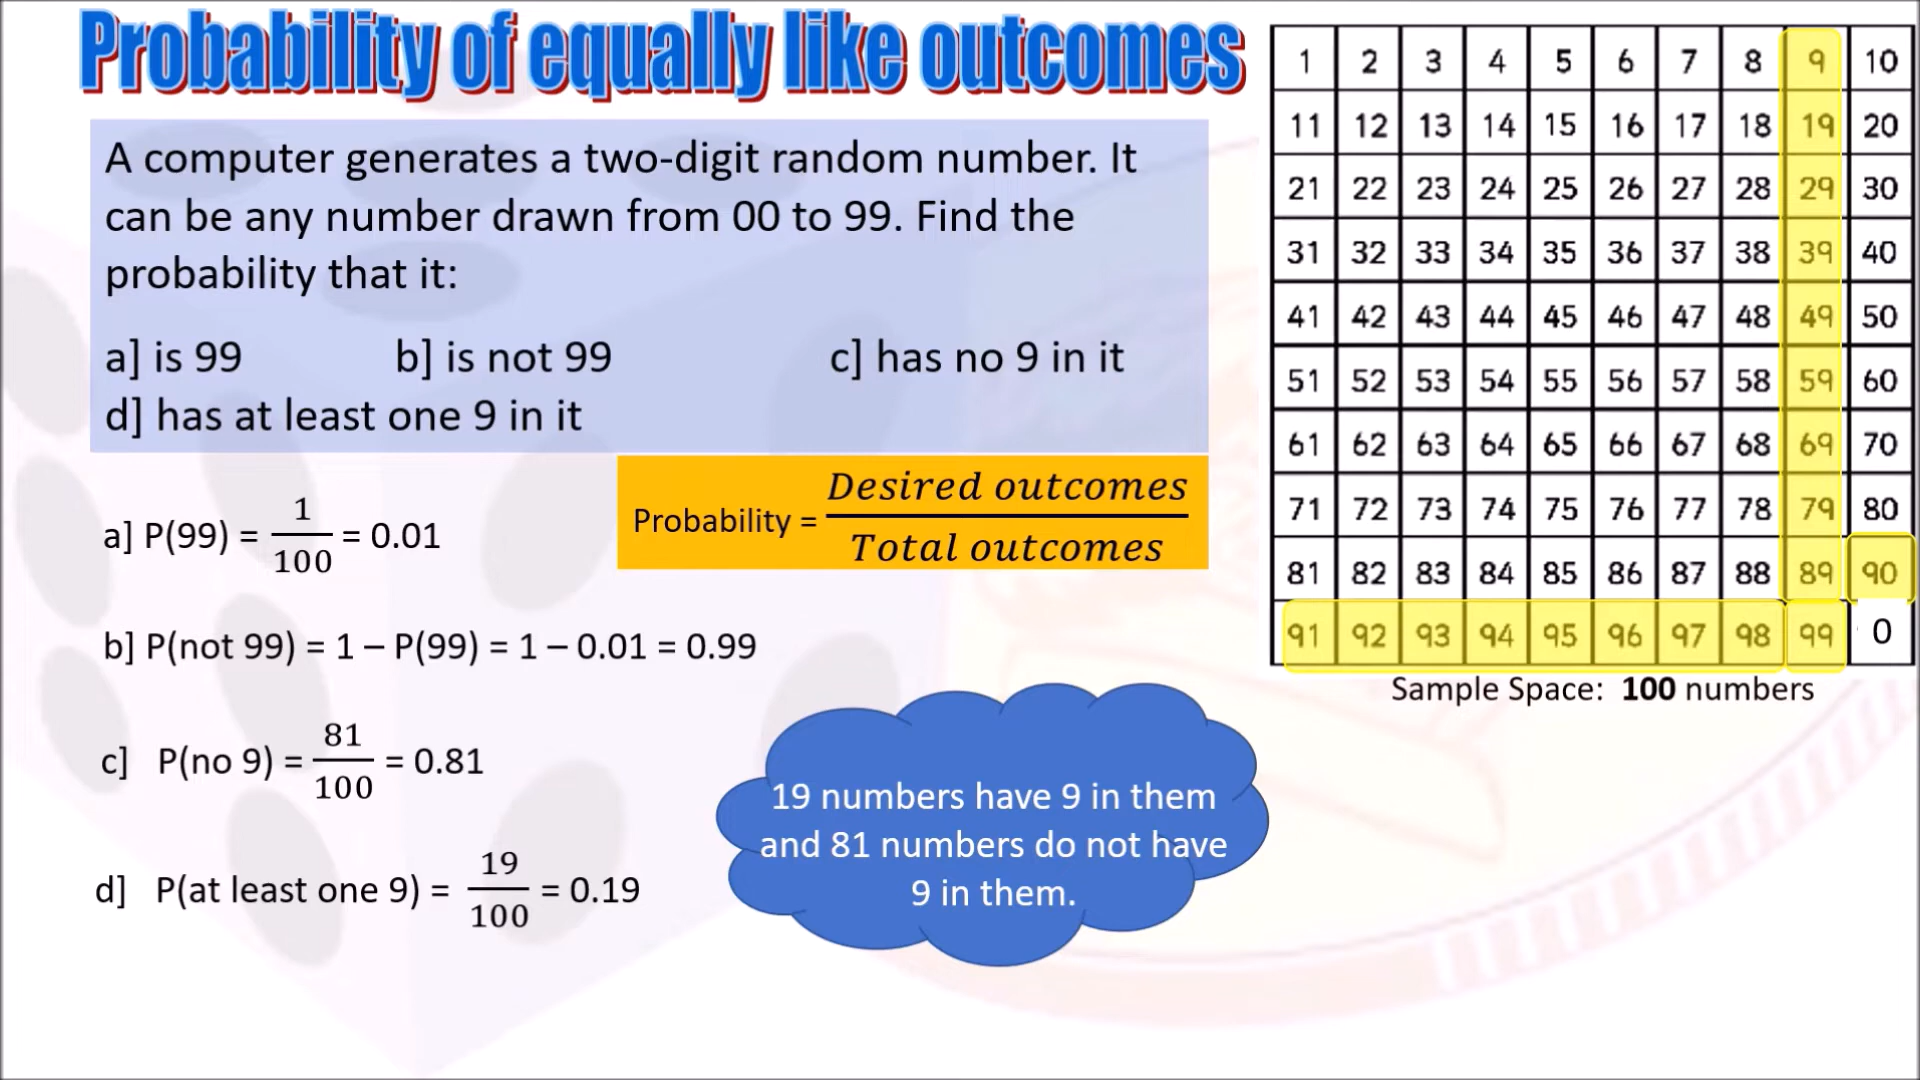 Probability of equally like outcomes
A computer generates a two-digit random number. It
can be any number drawn from 00 to 99. Find the
probability that it:
a] is 99 b] is not 99 c] has no 9 in it
d] has at least one 9 in it
Probability = Desired outcomes / Total outcomes
a] P(99) = 1/100 = 0.01
b] P(not 99) = 1 – P(99) = 1 – 0.01 = 0.99
c] P(no 9) = 81/100 = 0.81
d] P(at least one 9) = 19/100 = 0.19
19 numbers have 9 in them
and 81 numbers do not have
9 in them.
1 2 3 4 5 6 7 8 9 10
11 12 13 14 15 16 17 18 19 20
21 22 23 24 25 26 27 28 29 30
31 32 33 34 35 36 37 38 39 40
41 42 43 44 45 46 47 48 49 50
51 52 53 54 55 56 57 58 59 60
61 62 63 64 65 66 67 68 69 70
71 72 73 74 75 76 77 78 79 80
81 82 83 84 85 86 87 88 89 90
91 92 93 94 95 96 97 98 99 0
Sample Space: 100 numbers